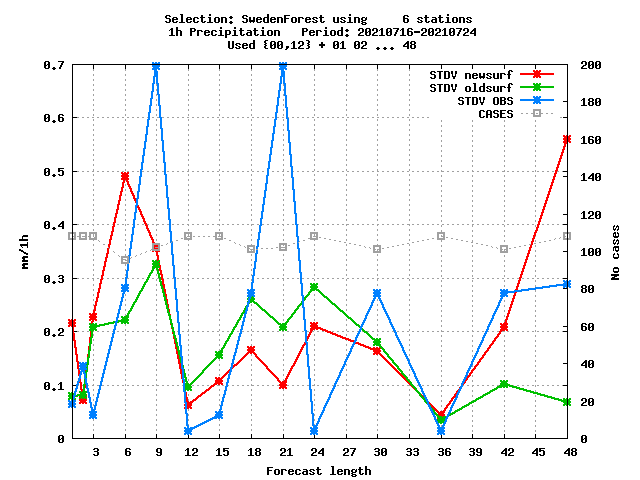 Selection: SwedenForest using     6 stations
1h Precipitation   Period: 20210716-20210724
Used {00,12} + 01 02 ... 48
STDV newsurf
STDV oldsurf
STDV OBS
CASES
0.7
0.6
0.5
0.4
0.3
0.2
0.1
0
mm/1h
200
180
160
140
120
100
80
60
40
20
0
No cases
3 6 9 12 15 18 21 24 27 30 33 36 39 42 45 48
Forecast length